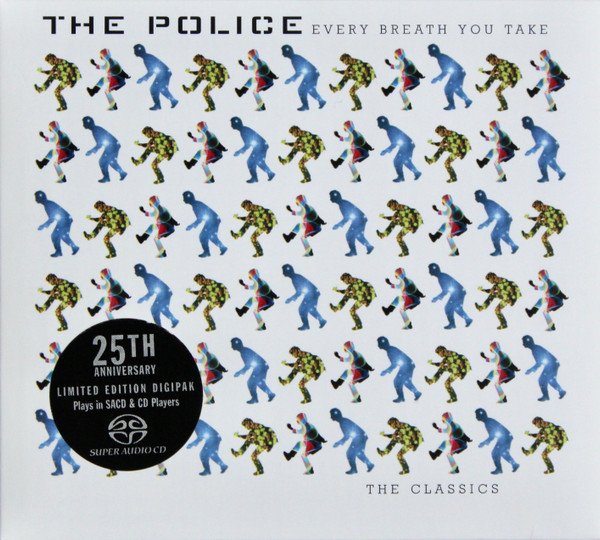 THE POLICE EVERY BREATH YOU TAKE
25TH
ANNIVERSARY
LIMITED EDITION DIGIPAK
Plays in SACD & CD Players
SUPER AUDIO CD
THE CLASSICS